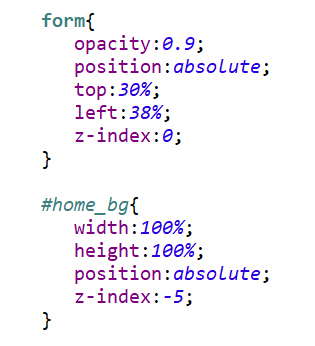 form{
opacity:0.9;
position:absolute;
top:30%;
left:38%;
z-index:0;
}
#home_bg{
width:100%;
height:100%;
position:absolute;
z-index:-5;
}